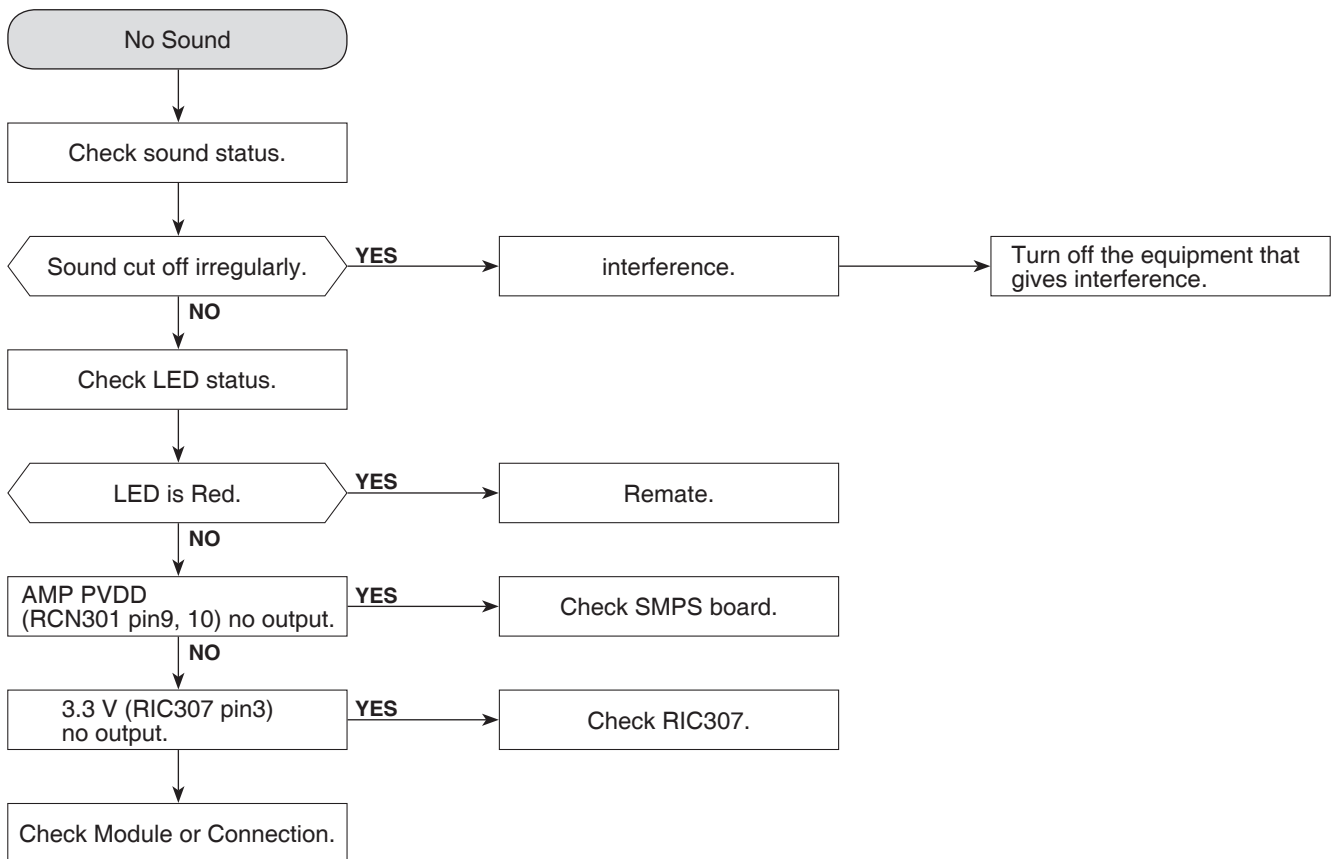 No Sound
Check sound status.
Sound cut off irregularly.
YES
interference.
Turn off the equipment that
gives interference.
NO
Check LED status.
LED is Red.
YES
Remate.
NO
AMP PVDD
(RCN301 pin9, 10) no output.
YES
Check SMPS board.
NO
3.3 V (RIC307 pin3)
no output.
YES
Check RIC307.
Check Module or Connection.